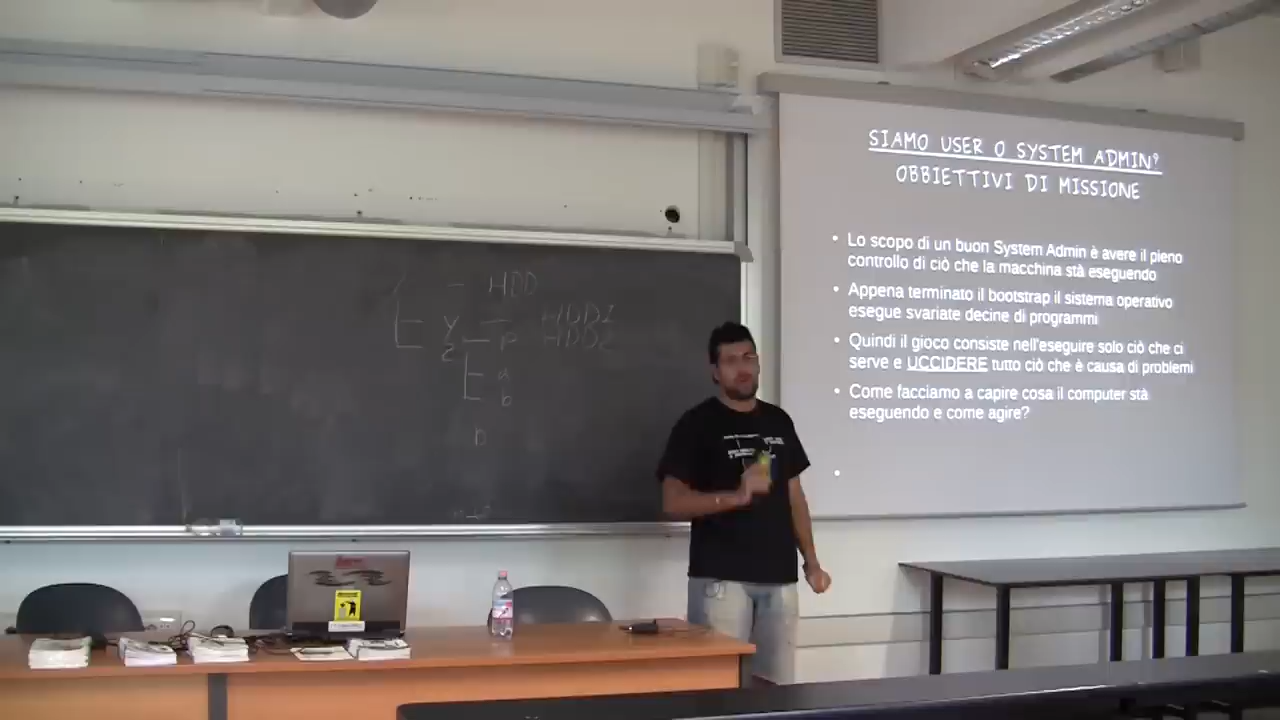 HDD
Y HDD1
P HDD2
a
b
SIAMO USER O SYSTEM ADMIN?
OBBIETTIVI DI MISSIONE
• Lo scopo di un buon System Admin è avere il pieno
controllo di ciò che la macchina stà eseguendo
• Appena terminato il bootstrap il sistema operativo
esegue svariate decine di programmi
• Quindi il gioco consiste nell'eseguire solo ciò che ci
serve e UCCIDERE tutto ciò che è causa di problemi
• Come facciamo a capire cosa il computer stà
eseguendo e come agire?
•